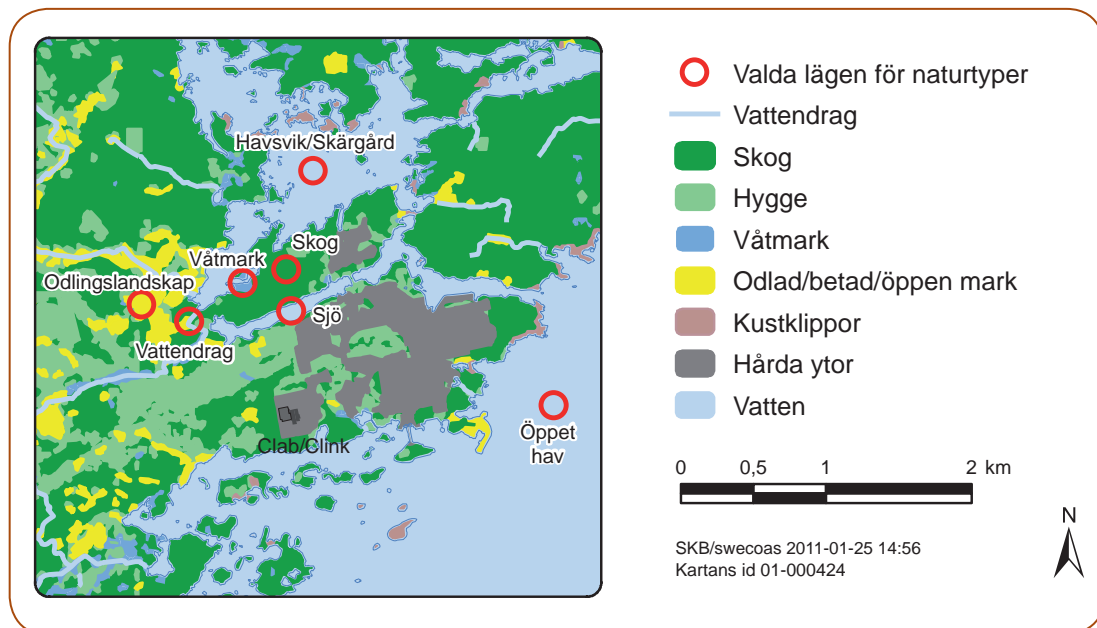 Havsvik/Skärgård
Skog
Våtmark
Odlingslandskap
Sjö
Vattendrag
Öppet
hav
Clab/Clink
Valda lägen för naturtyper
Vattendrag
Skog
Hygge
Våtmark
Odlad/betad/öppen mark
Kustklippor
Hårda ytor
Vatten
0 0,5 1 2 km
SKB/swecoas 2011-01-25 14:56
Kartans id 01-000424
N